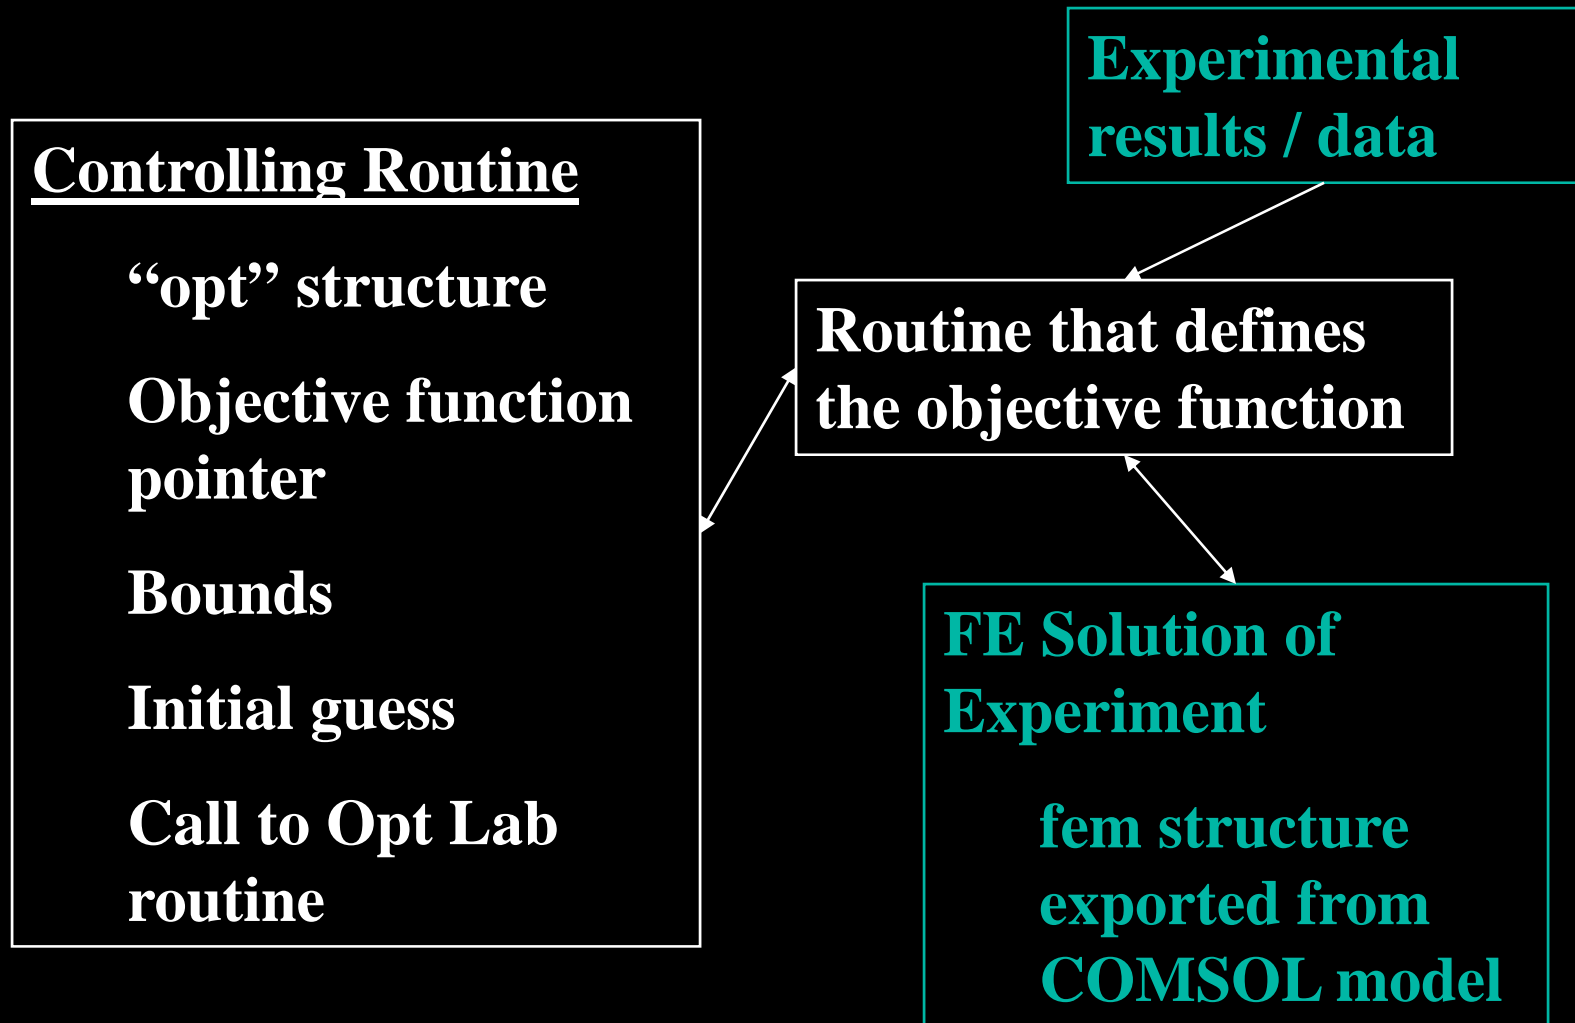 Experimental
results / data
Controlling Routine
“opt” structure
Objective function
pointer
Bounds
Initial guess
Call to Opt Lab
routine
Routine that defines
the objective function
FE Solution of
Experiment
fem structure
exported from
COMSOL model